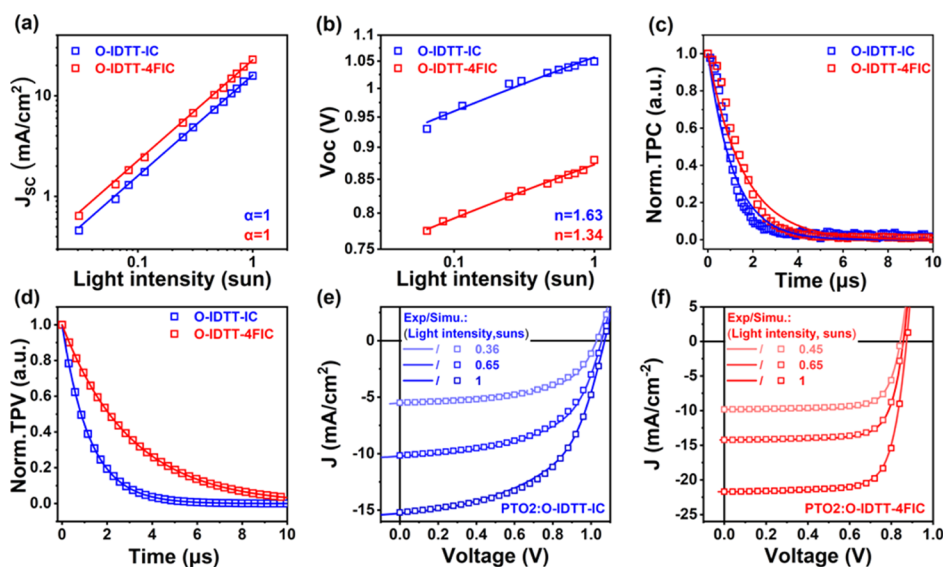 (a)
O-IDTT-IC
O-IDTT-4FIC
10
1
0.1
1
α=1
α=1
J_SC (mA/cm²)
Light intensity (sun)
(b)
O-IDTT-IC
O-IDTT-4FIC
1.05
1
0.95
0.9
0.85
0.8
0.75
0.1
1
n=1.63
n=1.34
Voc (V)
Light intensity (sun)
(c)
O-IDTT-IC
O-IDTT-4FIC
1.0
0.8
0.6
0.4
0.2
0.0
0 2 4 6 8 10
Norm.TPC (a.u.)
Time (µs)
(d)
O-IDTT-IC
O-IDTT-4FIC
1.0
0.8
0.6
0.4
0.2
0.0
0 2 4 6 8 10
Norm.TPV (a.u.)
Time (µs)
(e)
Exp/Simu.:
(Light intensity,suns)
/ 0.36
/ 0.65
/ 1
0
-5
-10
-15
0.0 0.2 0.4 0.6 0.8 1.0
PTO2:O-IDTT-IC
J (mA/cm⁻²)
Voltage (V)
(f)
Exp/Simu.:
(Light intensity,suns)
/ 0.45
/ 0.65
/ 1
0
-5
-10
-15
-20
-25
0.0 0.2 0.4 0.6 0.8 1.0
PTO2:O-IDTT-4FIC
J (mA/cm⁻²)
Voltage (V)